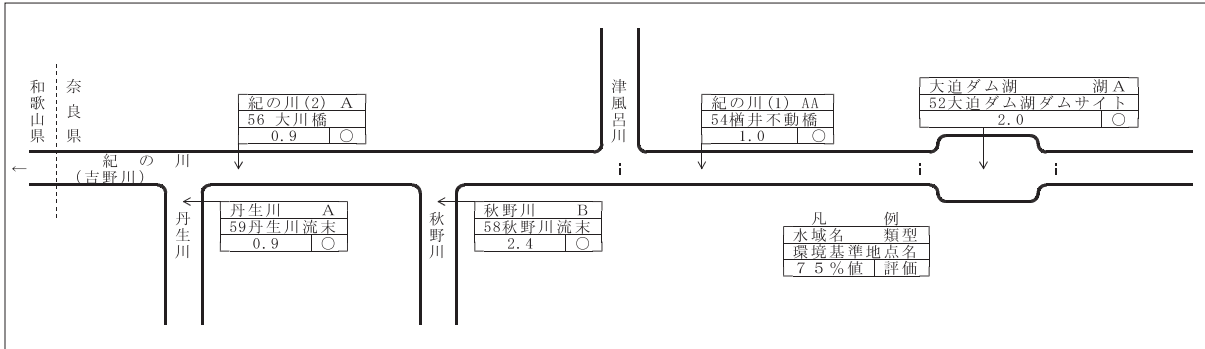 和歌山県
奈良県
紀の川(2) A
56 大川橋
0.9 ○
津風呂川
紀の川(1) AA
54楢井不動橋
1.0 ○
大迫ダム湖 湖A
52大迫ダム湖ダムサイト
2.0 ○
←
紀の川
(吉野川)
丹生川
丹生川 A
59丹生川流末
0.9 ○
秋野川
秋野川 B
58秋野川流末
2.4 ○
凡 例
水域名 類型
環境基準地点名
75%値 評価